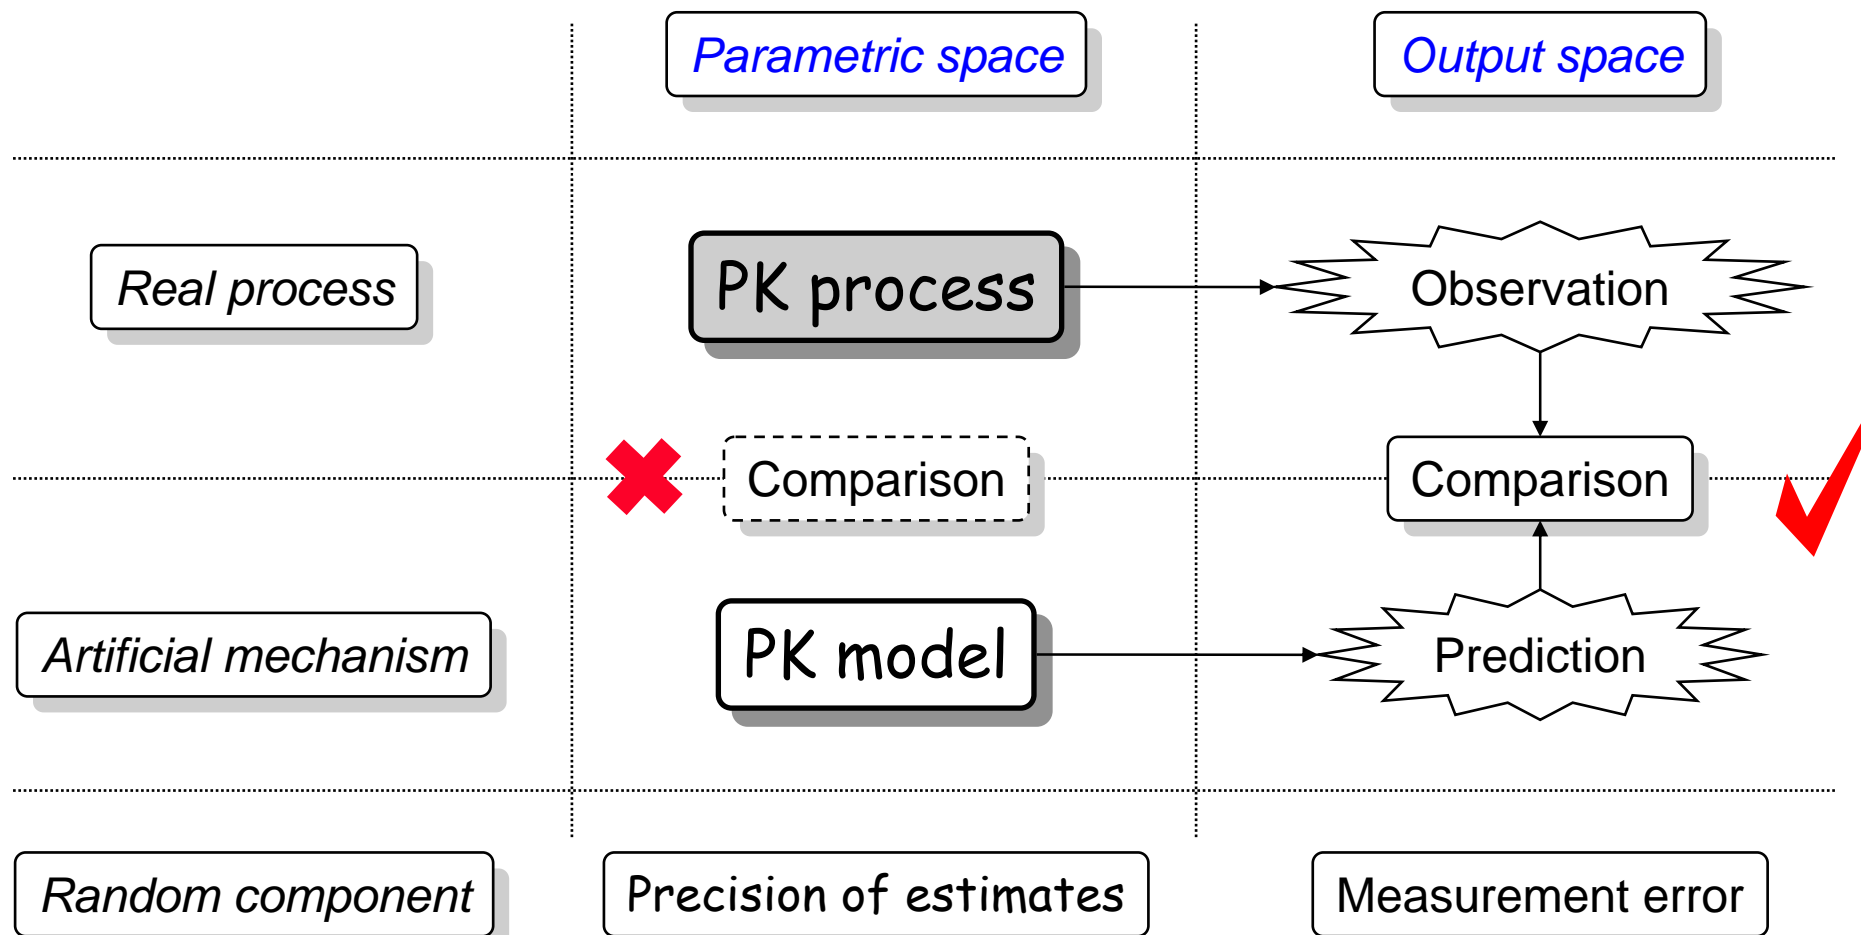 Parametric space
Output space
Real process
PK process
Observation
Comparison
Comparison
Artificial mechanism
PK model
Prediction
Random component
Precision of estimates
Measurement error